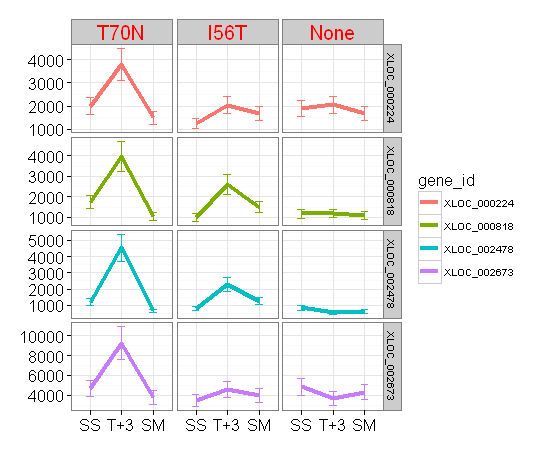 T70N I56T None
4000
3000
2000
1000
XLOC_000224
4000
3000
2000
1000
XLOC_000818
5000
4000
3000
2000
1000
XLOC_002478
10000
8000
6000
4000
XLOC_002673
SS T+3 SM SS T+3 SM SS T+3 SM
gene_id
XLOC_000224
XLOC_000818
XLOC_002478
XLOC_002673